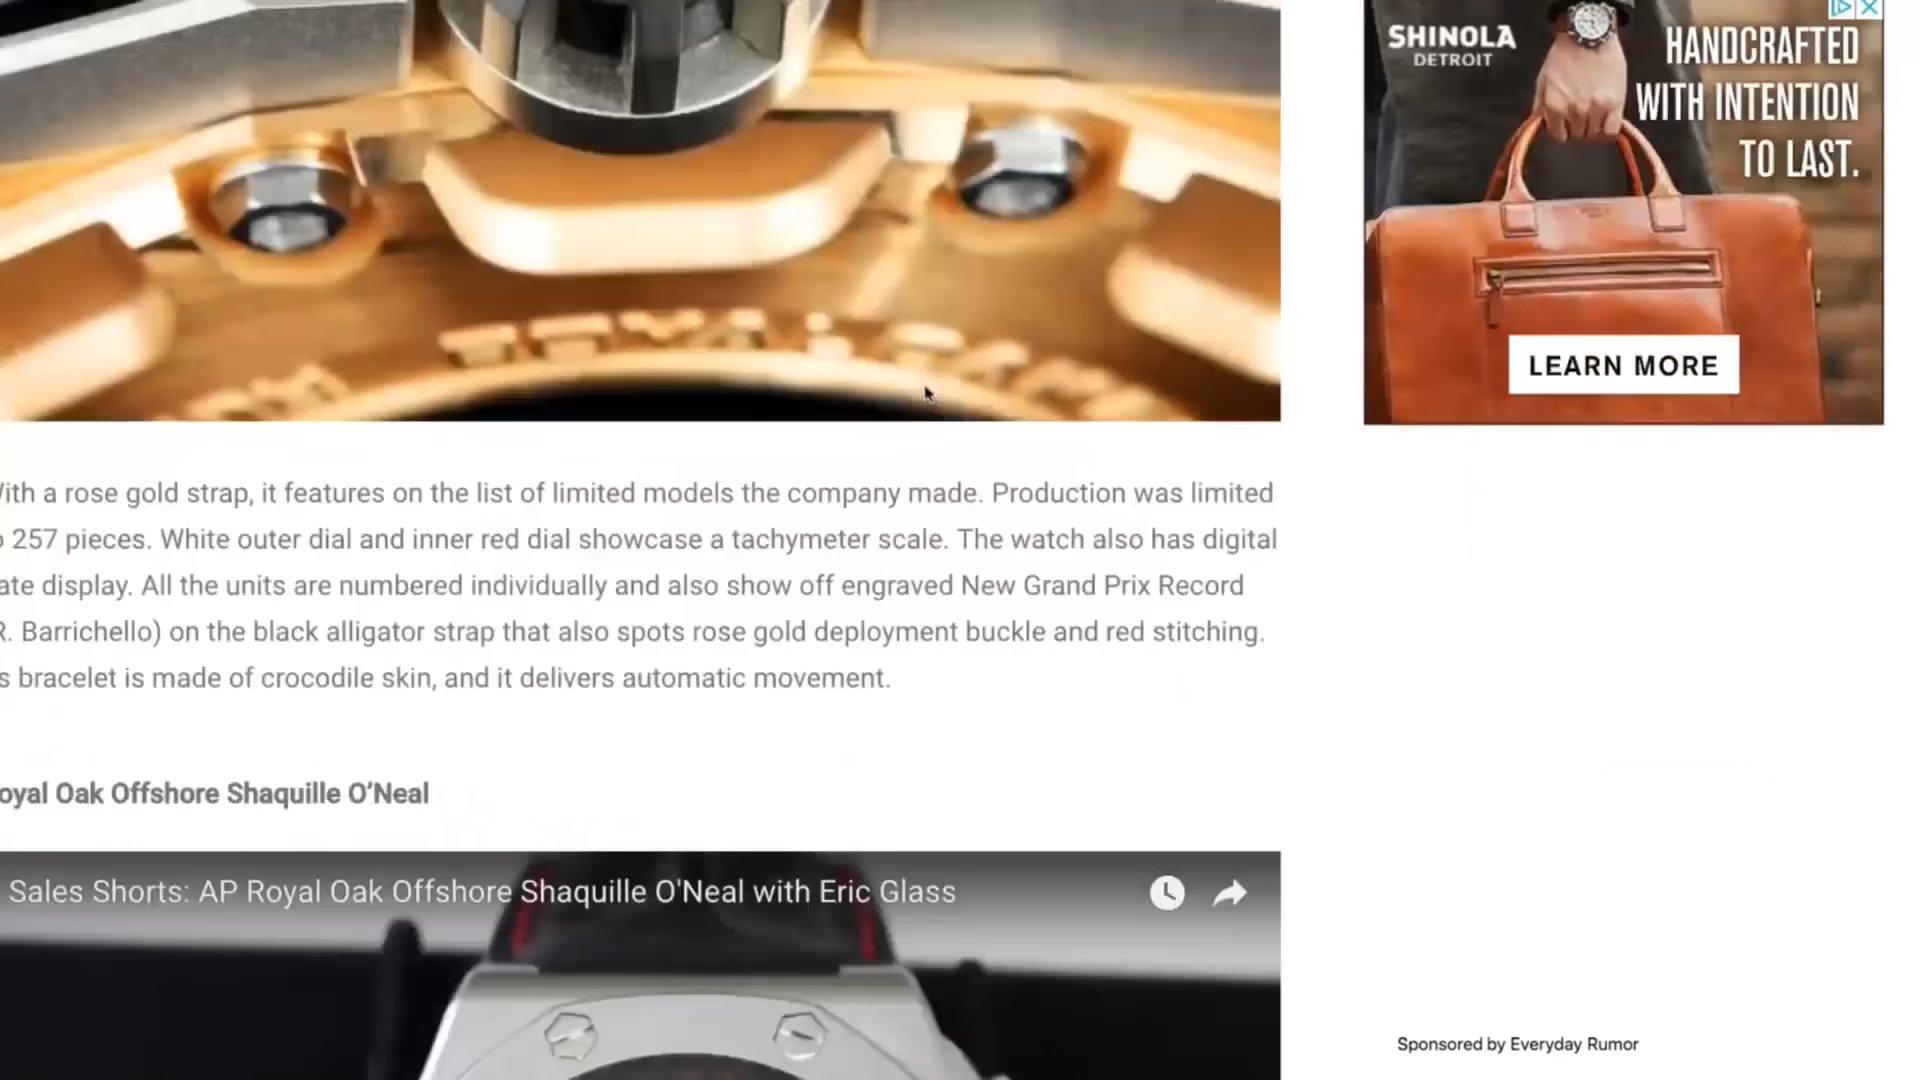 SHINOLA
DETROIT
HANDCRAFTED
WITH INTENTION
TO LAST.
LEARN MORE
With a rose gold strap, it features on the list of limited models the company made. Production was limited
257 pieces. White outer dial and inner red dial showcase a tachymeter scale. The watch also has digital
ate display. All the units are numbered individually and also show off engraved New Grand Prix Record
R. Barrichello) on the black alligator strap that also spots rose gold deployment buckle and red stitching.
s bracelet is made of crocodile skin, and it delivers automatic movement.
oyal Oak Offshore Shaquille O’Neal
Sales Shorts: AP Royal Oak Offshore Shaquille O'Neal with Eric Glass
Sponsored by Everyday Rumor